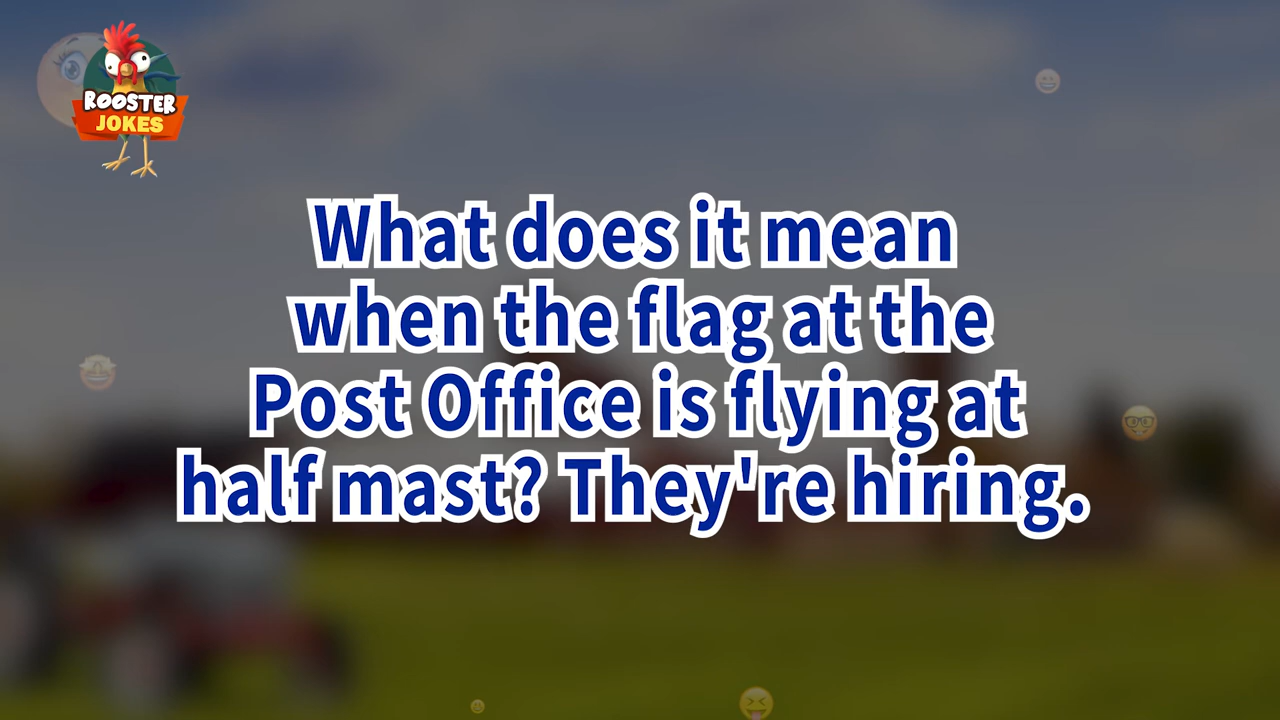 ROOSTER
JOKES
What does it mean
when the flag at the
Post Office is flying at
half mast? They're hiring.